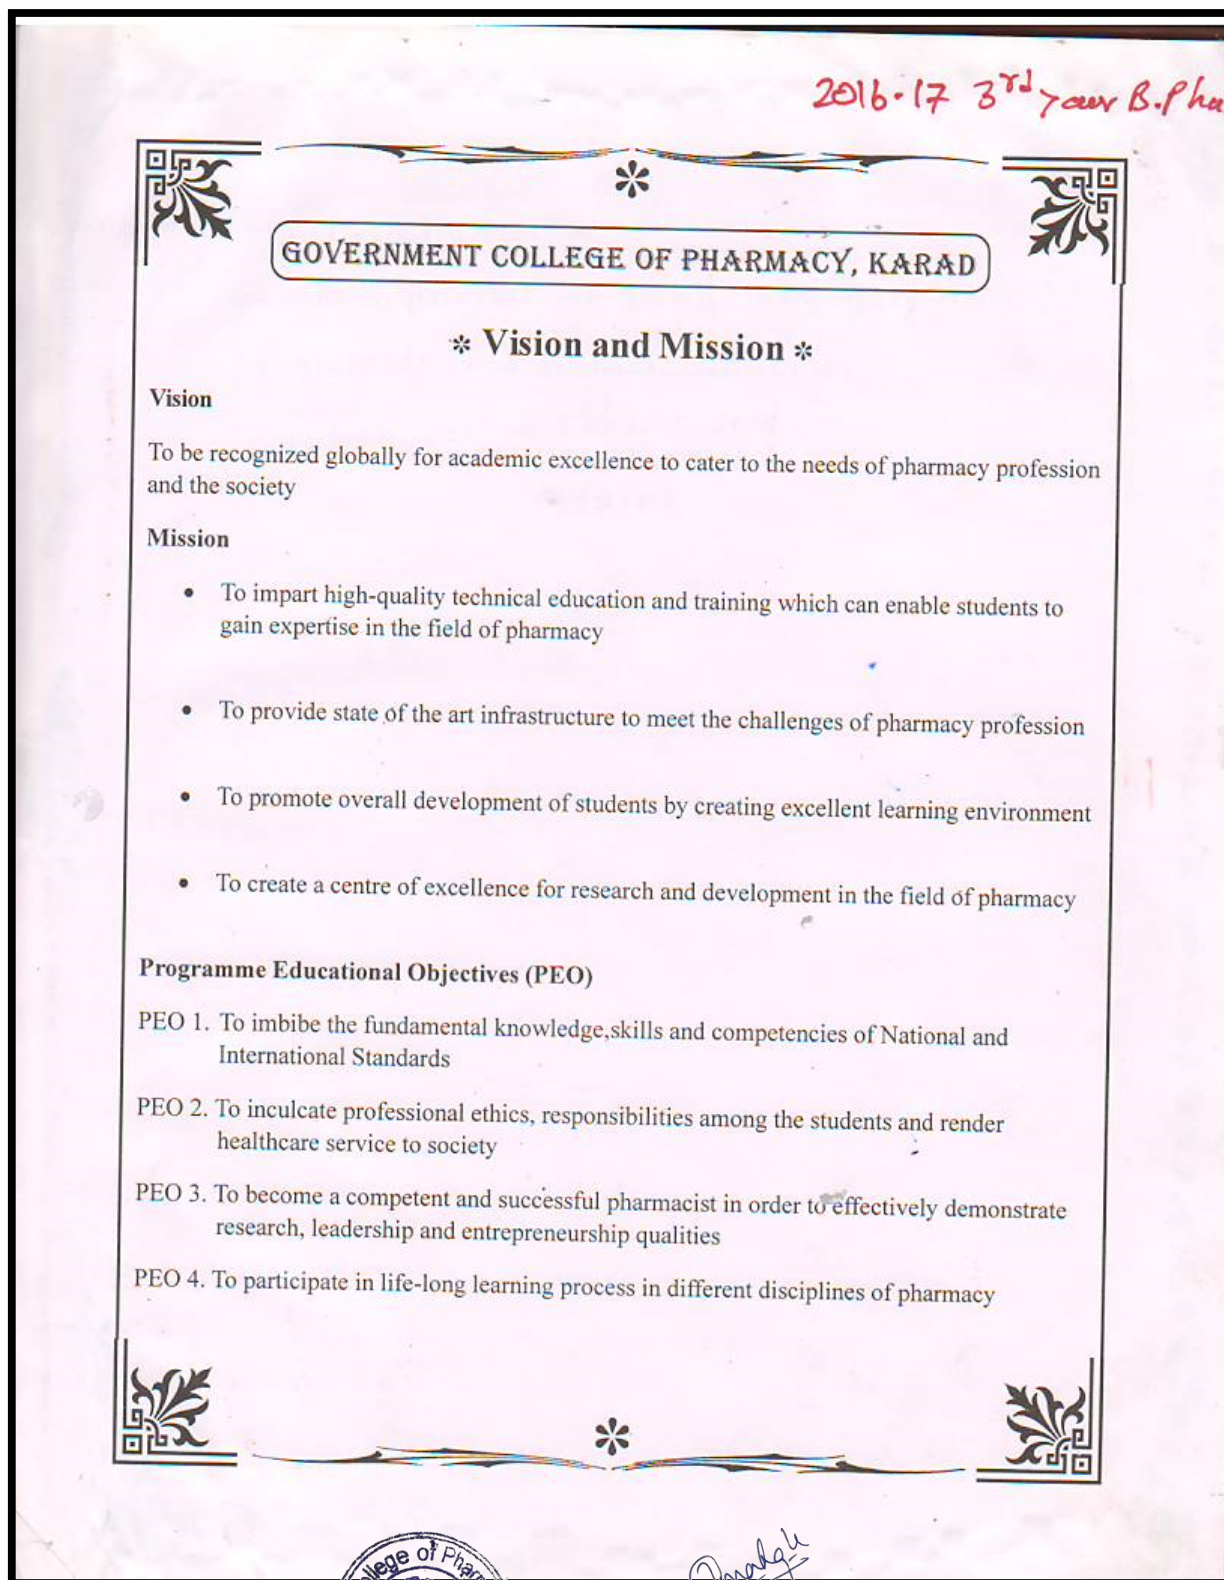 2016-17 3rd year B.Pha
GOVERNMENT COLLEGE OF PHARMACY, KARAD
Vision and Mission
Vision
To be recognized globally for academic excellence to cater to the needs of pharmacy profession
and the society
Mission
• To impart high-quality technical education and training which can enable students to
gain expertise in the field of pharmacy
• To provide state of the art infrastructure to meet the challenges of pharmacy profession
• To promote overall development of students by creating excellent learning environment
• To create a centre of excellence for research and development in the field of pharmacy
Programme Educational Objectives (PEO)
PEO 1. To imbibe the fundamental knowledge,skills and competencies of National and
International Standards
PEO 2. To inculcate professional ethics, responsibilities among the students and render
healthcare service to society
PEO 3. To become a competent and successful pharmacist in order to effectively demonstrate
research, leadership and entrepreneurship qualities
PEO 4. To participate in life-long learning process in different disciplines of pharmacy
llege of Phar